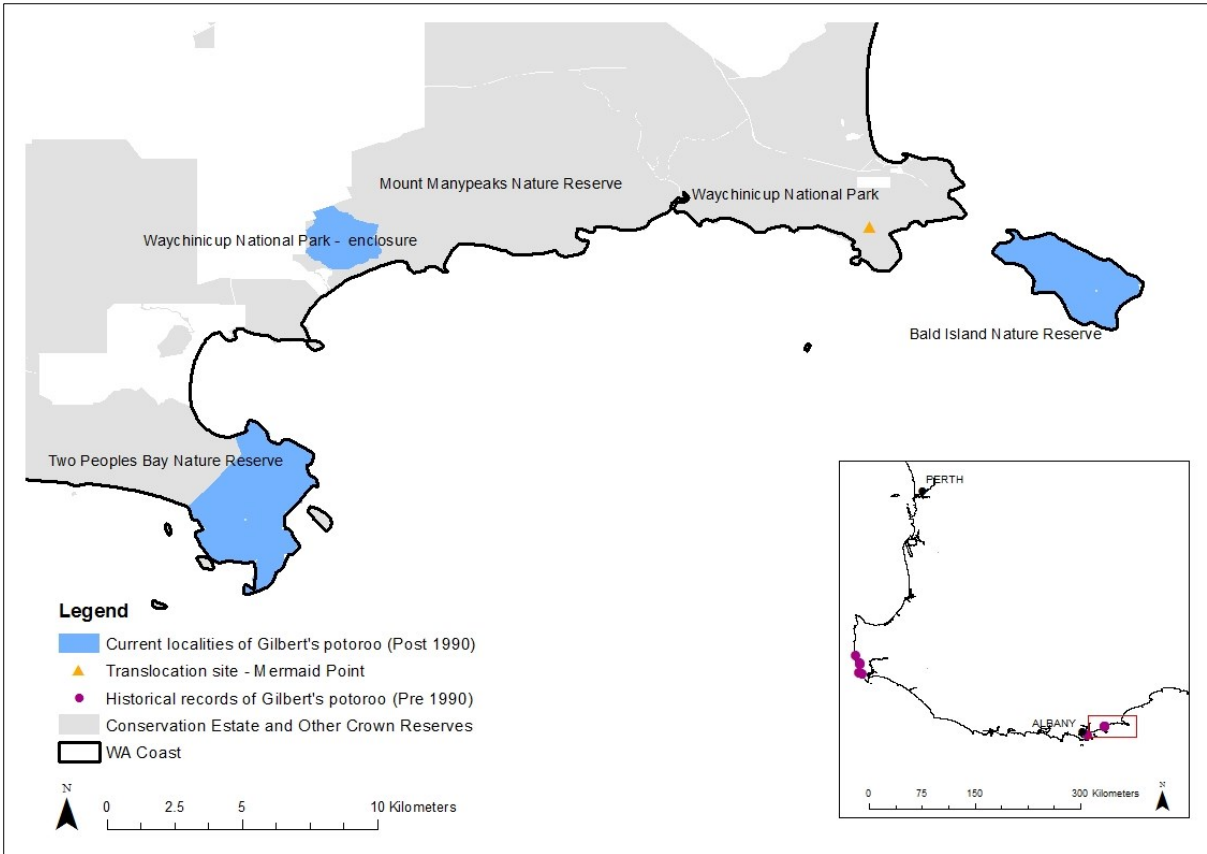 Mount Manypeaks Nature Reserve
Waychinicup National Park
Waychinicup National Park -  enclosure
Bald Island Nature Reserve
Two Peoples Bay Nature Reserve
Legend
Current localities of Gilbert's potoroo (Post 1990)
Translocation site - Mermaid Point
Historical records of Gilbert's potoroo (Pre 1990)
Conservation Estate and Other Crown Reserves
WA Coast
N
0 2.5 5 10 Kilometers
PERTH
ALBANY
0 75 150 300 Kilometers
N